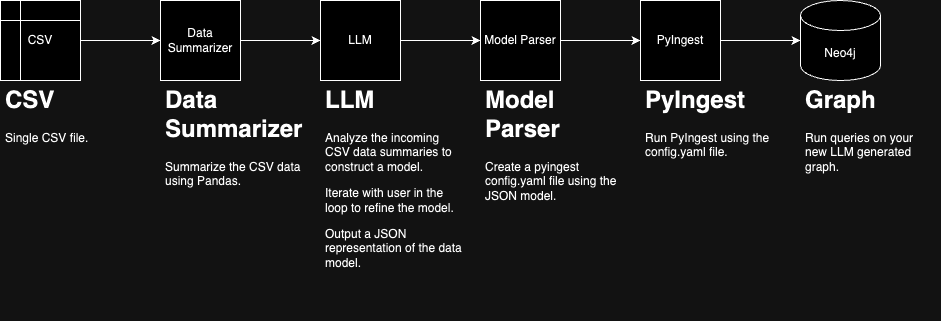 CSV
Data
Summarizer
LLM
Model Parser
PyIngest
Neo4j
CSV
Single CSV file.
Data
Summarizer
Summarize the CSV data
using Pandas.
LLM
Analyze the incoming
CSV data summaries to
construct a model.
Iterate with user in the
loop to refine the model.
Output a JSON
representation of the data
model.
Model
Parser
Create a pyingest
config.yaml file using the
JSON model.
PyIngest
Run PyIngest using the
config.yaml file.
Graph
Run queries on your
new LLM generated
graph.